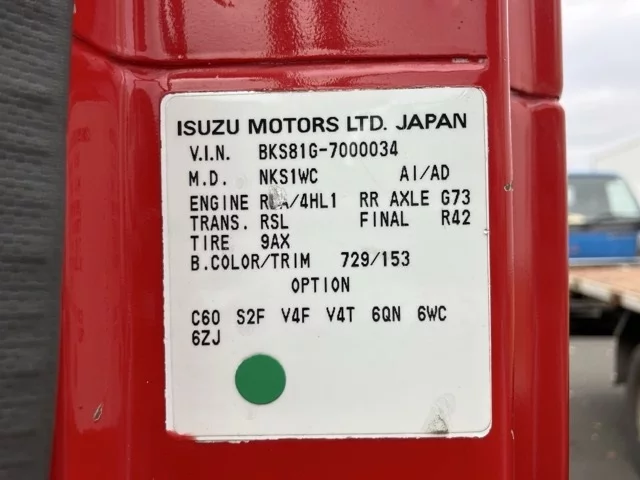 ISUZU MOTORS LTD. JAPAN
V.I.N. BKS81G-7000034
M.D. NKS1WC AI/AD
ENGINE /4HL1 RR AXLE G73
TRANS. RSL FINAL R42
TIRE 9AX
B.COLOR/TRIM 729/153
OPTION
C60 S2F V4F V4T 6QN 6WC
6ZJ